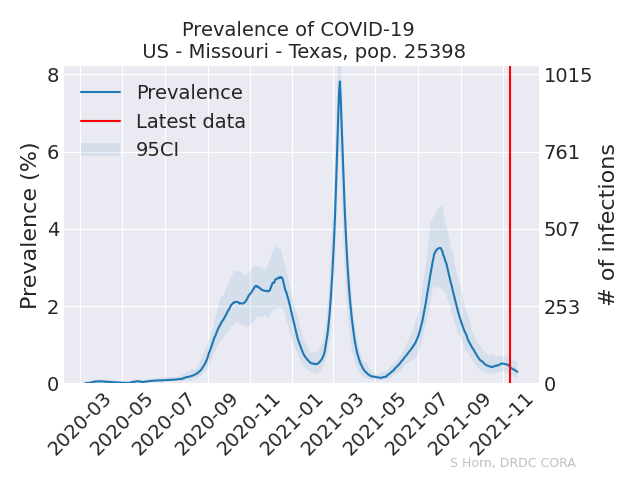 Prevalence of COVID-19
US - Missouri - Texas, pop. 25398
Prevalence
Latest data
95CI
Prevalence (%)
8
6
4
2
0
1015
761
507
253
0
# of infections
2020-03
2020-05
2020-07
2020-09
2020-11
2021-01
2021-03
2021-05
2021-07
2021-09
2021-11
S Horn, DRDC CORA